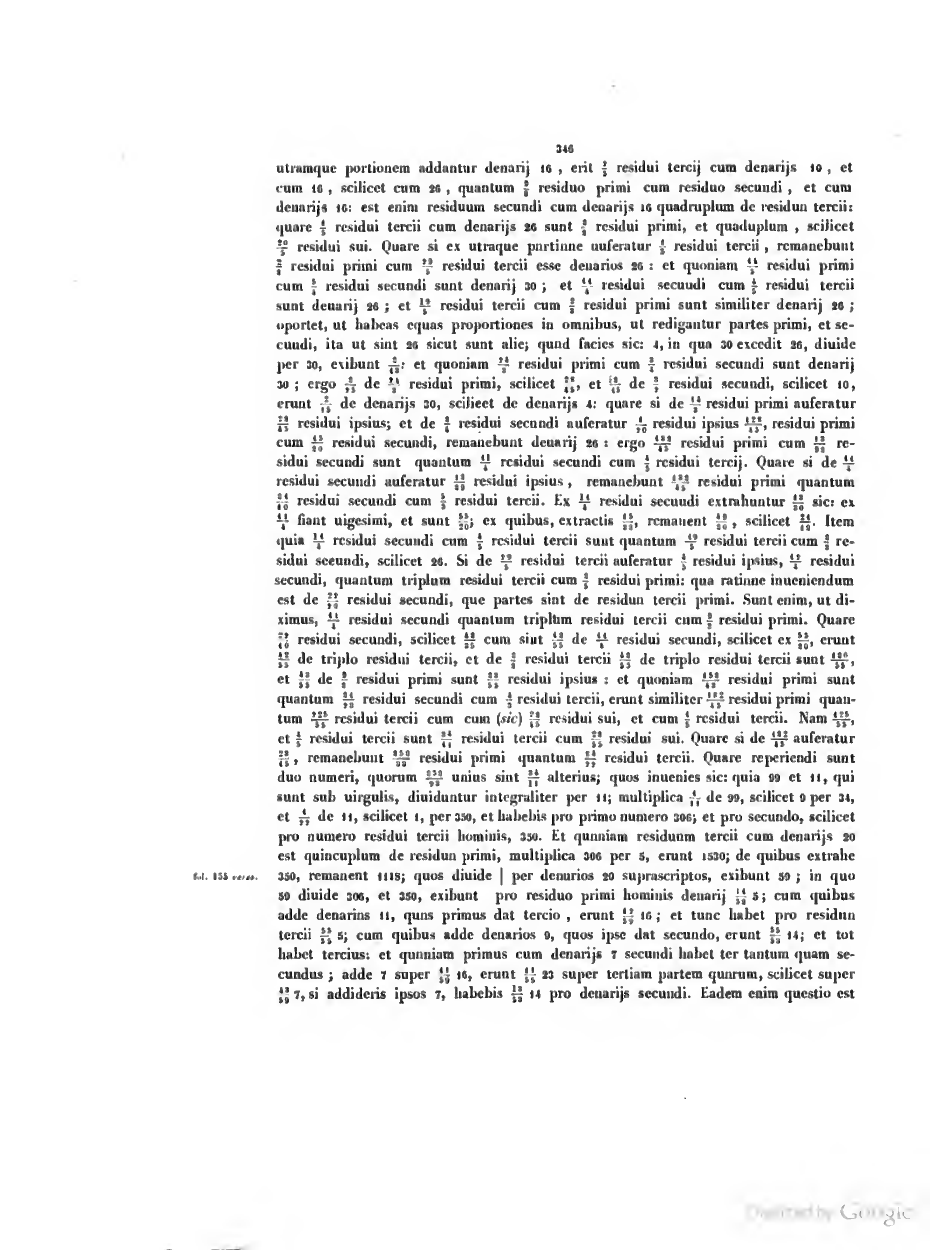 346
utramque portionem addantur denarij 16 , erit residui tercij cum denarijs 10 , et
cum 16 , scilicet cum 26 , quantum residuo primi cum residuo secundi , et cum
denarijs 16: est enim residuum secundi cum denarijs 16 quadruplum de residuo tercii:
quare residui tercii cum denarijs 26 sunt residui primi, et quaduplum , scilicet
residui sui. Quare si ex utraque portione auferatur residui tercii , remanebunt
residui primi cum residui tercii esse denarios 26 : et quoniam residui primi
cum residui secundi sunt denarij 30 ; et residui secundi cum residui tercii
sunt denarij 26 ; et residui tercii cum residui primi sunt similiter denarij 26 ;
oportet, ut habeas equas proportiones in omnibus, ut redigantur partes primi, et se-
cundi, ita ut sint 26 sicut sunt alie; quod facies sic: 4, in qua 30 excedit 26, diuide
per 30, exibunt : et quoniam residui primi cum residui secundi sunt denarij
30 ; ergo de residui primi, scilicet , et de residui secundi, scilicet 10,
erunt de denarijs 30, scilicet de denarijs 4: quare si de residui primi auferatur
residui ipsius; et de residui secundi auferatur residui ipsius , residui primi
cum residui secundi, remanebunt denarij 26 : ergo residui primi cum re-
sidui secundi sunt quantum residui secundi cum residui tercij. Quare si de
residui secundi auferatur residui ipsius , remanebunt residui primi quantum
residui secundi cum residui tercii. Ex residui secundi extrahuntur sic: ex
fiant uigesimi, et sunt ; ex quibus, extractis , remanent , scilicet . Item
quia residui secundi cum residui tercii sunt quantum residui tercii cum re-
sidui secundi, scilicet 26. Si de residui tercii auferatur residui ipsius, residui
secundi, quantum triplum residui tercii cum residui primi: qua ratione inueniendum
est de residui secundi, que partes sint de residuo tercii primi. Sunt enim, ut di-
ximus, residui secundi quantum triplum residui tercii cum residui primi. Quare
residui secundi, scilicet cum sint de residui secundi, scilicet ex , erunt
de triplo residui tercii, et de residui tercii de triplo residui tercii sunt ,
et de residui primi sunt residui ipsius : et quoniam residui primi sunt
quantum residui secundi cum residui tercii, erunt similiter residui primi quan-
tum residui tercii cum cum (sic) residui sui, et cum residui tercii. Nam ,
et residui tercii sunt residui tercii cum residui sui. Quare si de auferatur
, remanebunt residui primi quantum residui tercii. Quare reperiendi sunt
duo numeri, quorum unius sint alterius; quos inuenies sic: quia 99 et 11, qui
sunt sub uirgulis, diuiduntur integraliter per 11; multiplica de 99, scilicet 9 per 34,
et de 11, scilicet 1, per 350, et habebis pro primo numero 306; et pro secundo, scilicet
pro numero residui tercii hominis, 350. Et quoniam residuum tercii cum denarijs 20
est quincuplum de residuo primi, multiplica 306 per 5, erunt 1530; de quibus extrahe
fol. 155 verso. 350, remanent 1118; quos diuide | per denarios 20 suprascriptos, exibunt 59 ; in quo
59 diuide 306, et 350, exibunt pro residuo primi hominis denarij 5 ; cum quibus
adde denarios 11, quos primus dat tercio , erunt 16 ; et tunc habet pro residuo
tercii 5; cum quibus adde denarios 9, quos ipse dat secundo, erunt 14; et tot
habet tercius: et quoniam primus cum denarijs 7 secundi habet ter tantum quam se-
cundus ; adde 7 super 16, erunt 23 super tertiam partem quorum, scilicet super
7, si addideris ipsos 7, habebis 14 pro denarijs secundi. Eadem enim questio est
Digitized by Google